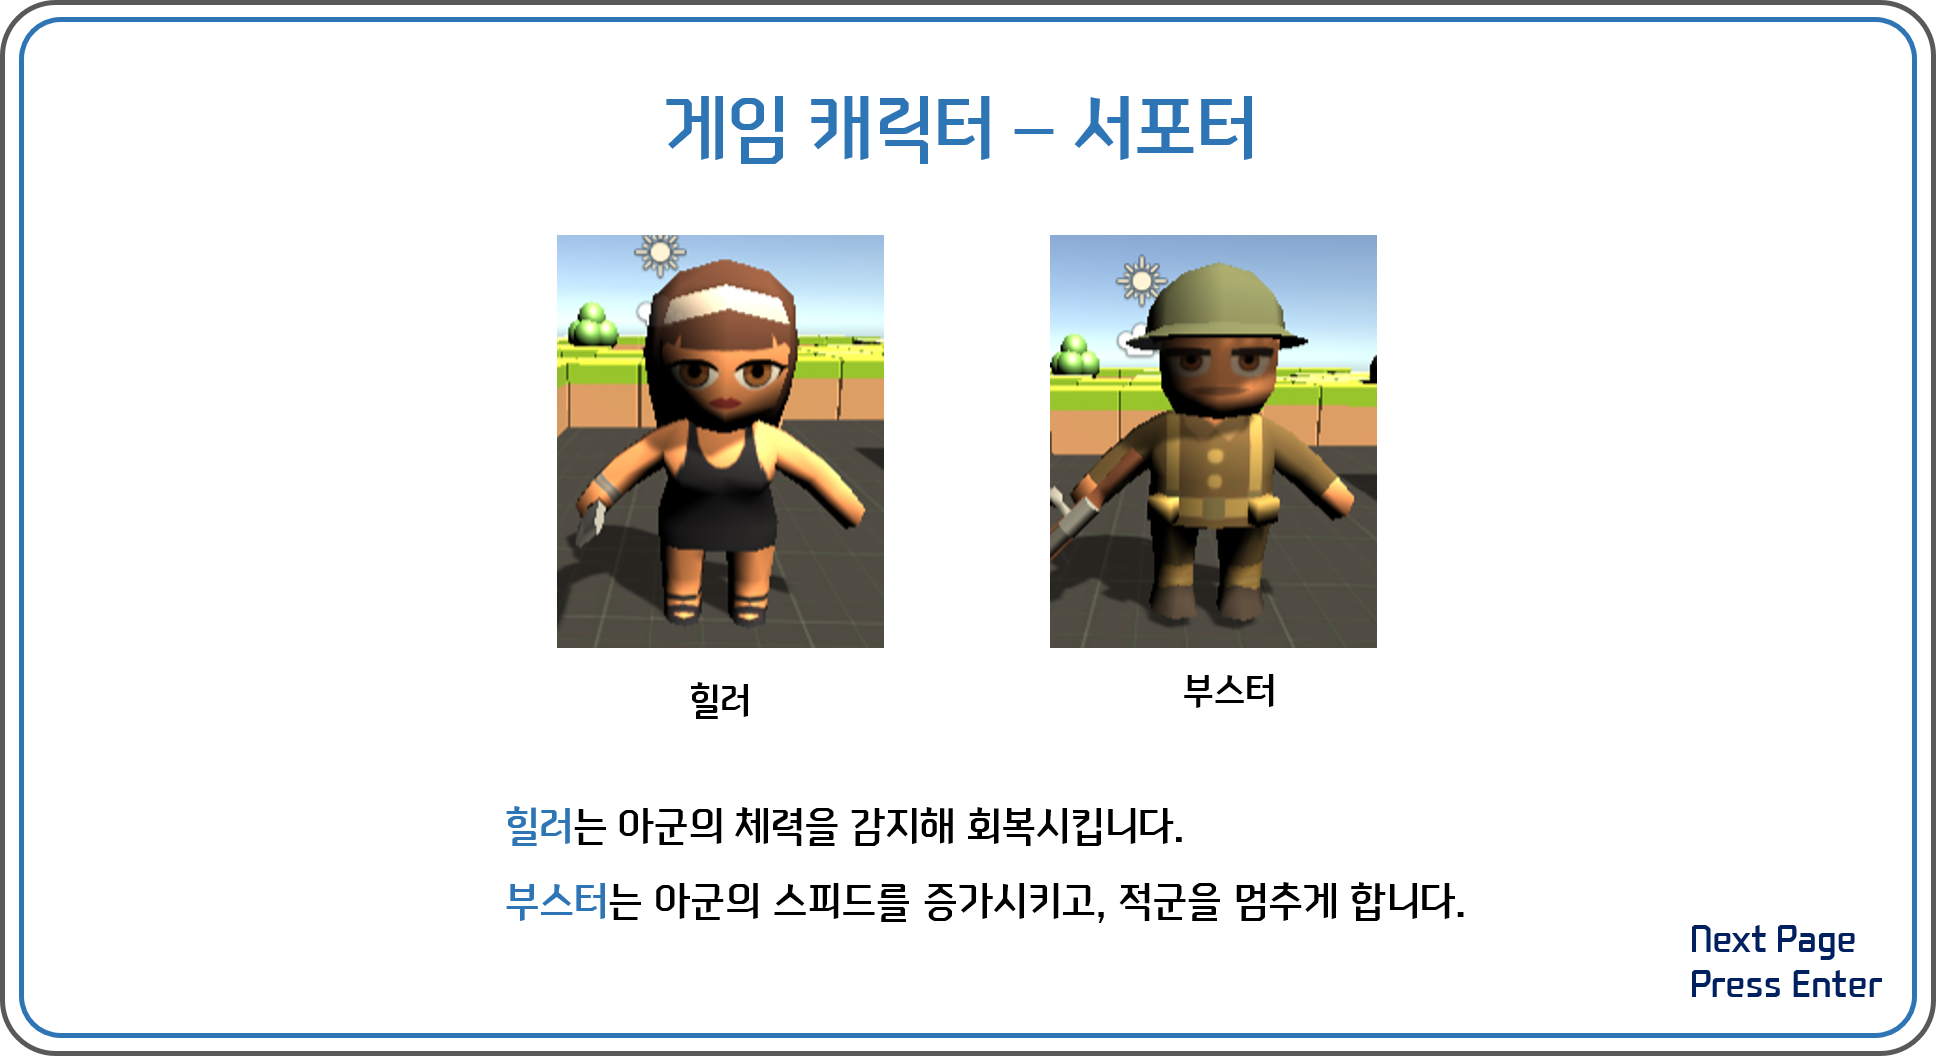 게임 캐릭터 – 서포터
힐러
부스터
힐러는 아군의 체력을 감지해 회복시킵니다.
부스터는 아군의 스피드를 증가시키고, 적군을 멈추게 합니다.
Next Page
Press Enter